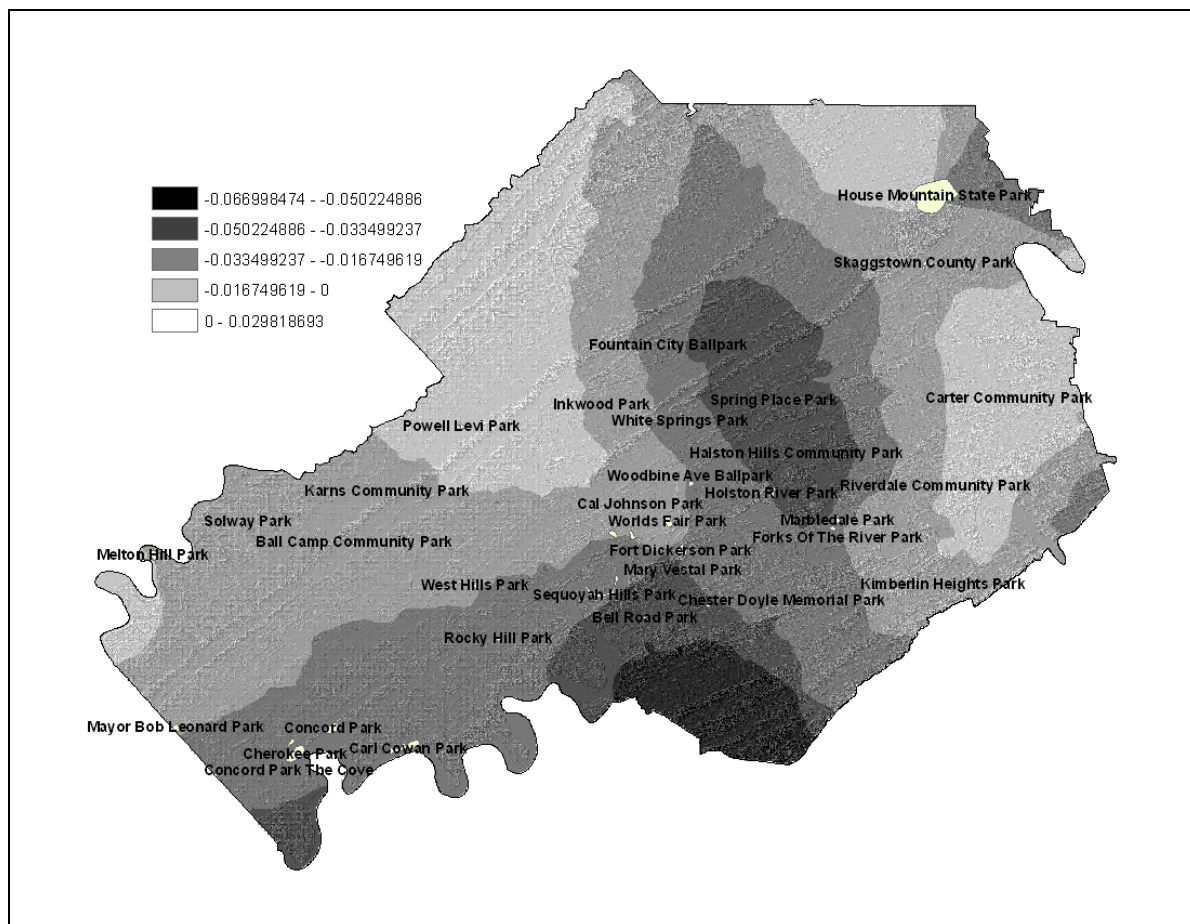 -0.066998474 - -0.050224886
-0.050224886 - -0.033499237
-0.033499237 - -0.016749619
-0.016749619 - 0
0 - 0.029818693
House Mountain State Park
Skaggstown County Park
Fountain City Ballpark
Inkwood Park
Spring Place Park
Carter Community Park
White Springs Park
Powell Levi Park
Halston Hills Community Park
Woodbine Ave Ballpark
Karns Community Park
Holston River Park
Riverdale Community Park
Cal Johnson Park
Solway Park
Worlds Fair Park
Marbledale Park
Ball Camp Community Park
Forks Of The River Park
Melton Hill Park
Fort Dickerson Park
Mary Vestal Park
West Hills Park
Kimberlin Heights Park
Sequoyah Hills Park
Chester Doyle Memorial Park
Bell Road Park
Rocky Hill Park
Mayor Bob Leonard Park
Concord Park
Cherokee Park
Carl Cowan Park
Concord Park The Cove